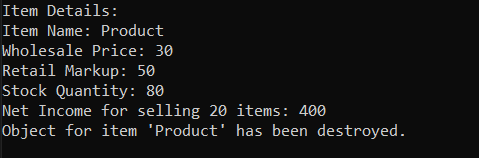 Item Details:
Item Name: Product
Wholesale Price: 30
Retail Markup: 50
Stock Quantity: 80
Net Income for selling 20 items: 400
Object for item 'Product' has been destroyed.